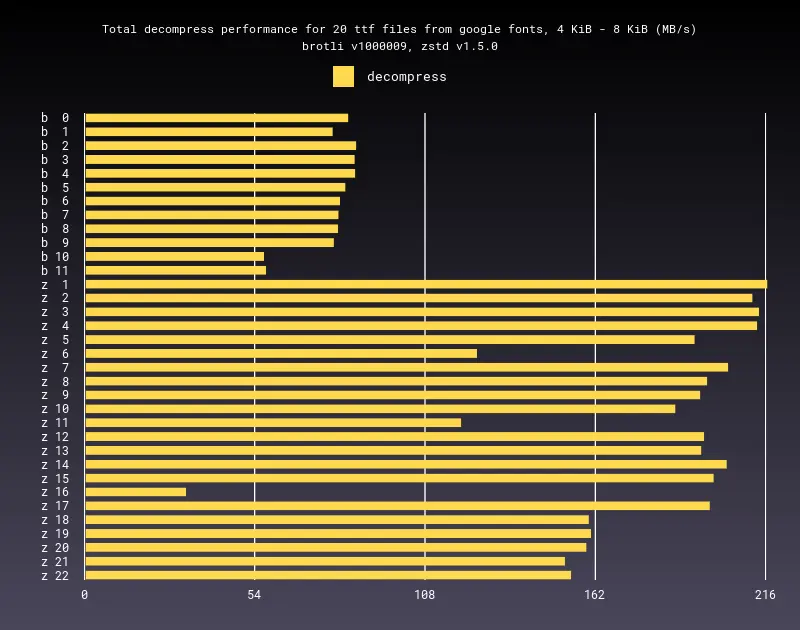 Total decompress performance for 20 ttf files from google fonts, 4 KiB - 8 KiB (MB/s)
brotli v1000009, zstd v1.5.0
decompress
b 0
b 1
b 2
b 3
b 4
b 5
b 6
b 7
b 8
b 9
b 10
b 11
z 1
z 2
z 3
z 4
z 5
z 6
z 7
z 8
z 9
z 10
z 11
z 12
z 13
z 14
z 15
z 16
z 17
z 18
z 19
z 20
z 21
z 22
0 54 108 162 216